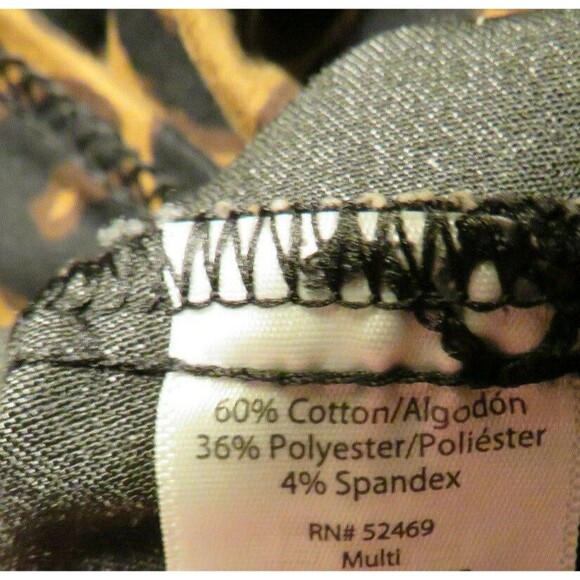 60% Cotton/Algodón
36% Polyester/Poliéster
4% Spandex
RN# 52469
Multi